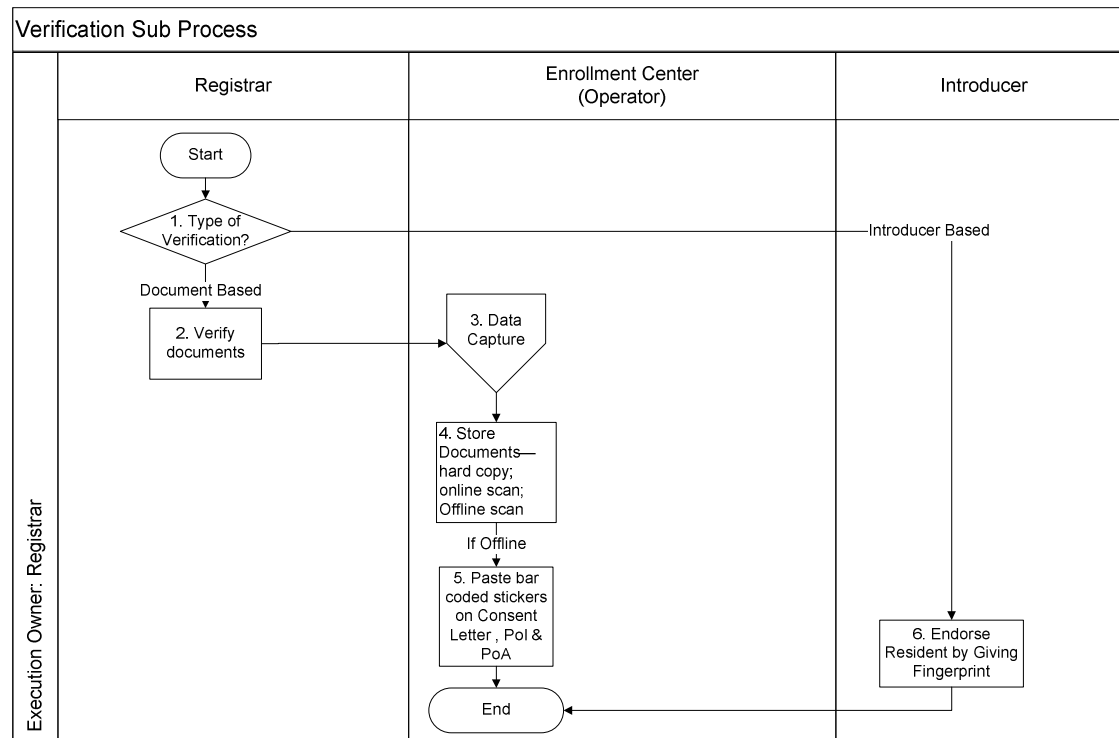 Verification Sub Process
Registrar
Enrollment Center
(Operator)
Introducer
Execution Owner: Registrar
Start
1. Type of
Verification?
Introducer Based
Document Based
2. Verify
documents
3. Data
Capture
4. Store
Documents—
hard copy;
online scan;
Offline scan
If Offline
5. Paste bar
coded stickers
on Consent
Letter , PoI &
PoA
6. Endorse
Resident by Giving
Fingerprint
End